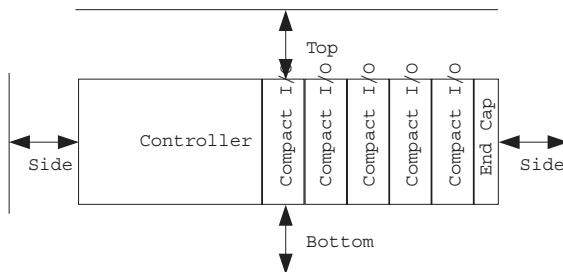 Top
Controller
Compact I/O
Compact I/O
Compact I/O
Compact I/O
Compact I/O
End Cap
Side
Side
Bottom